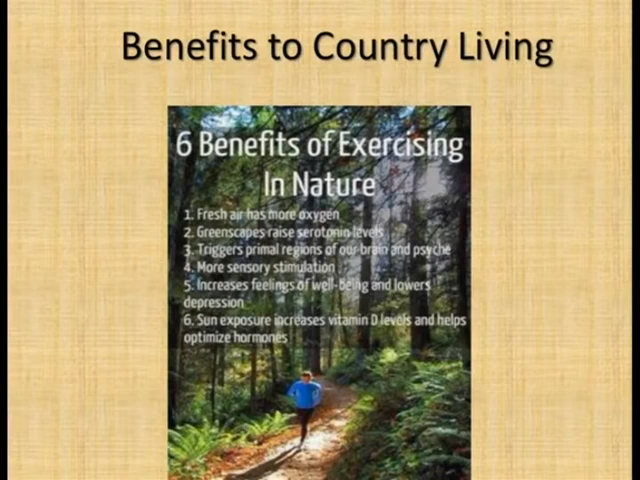 Benefits to Country Living
6 Benefits of Exercising
In Nature
1. Fresh air has more oxygen
2. Greenscapes raise serotonin levels
3. Triggers primal regions of our brain and psyche
4. More sensory stimulation
5. Increases feelings of well-being and lowers
depression
6. Sun exposure increases vitamin D levels and helps
optimize hormones